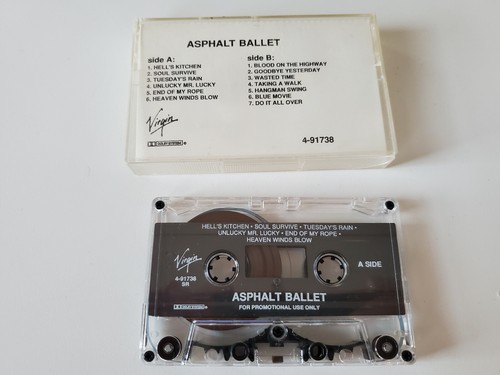 ASPHALT BALLET
side A:
1. HELL'S KITCHEN
2. SOUL SURVIVE
3. TUESDAY'S RAIN
4. UNLUCKY MR. LUCKY
5. END OF MY ROPE
6. HEAVEN WINDS BLOW
side B:
1. BLOOD ON THE HIGHWAY
2. GOODBYE YESTERDAY
3. WASTED TIME
4. TAKING A WALK
5. HANGMAN SWING
6. BLUE MOVIE
7. DO IT ALL OVER
Virgin
DOLBY SYSTEM ®
4-91738
HELL'S KITCHEN • SOUL SURVIVE • TUESDAY'S RAIN •
UNLUCKY MR. LUCKY • END OF MY ROPE •
HEAVEN WINDS BLOW
Virgin
4-91738
SR
A SIDE
DOLBY SYSTEM ®
ASPHALT BALLET
FOR PROMOTIONAL USE ONLY